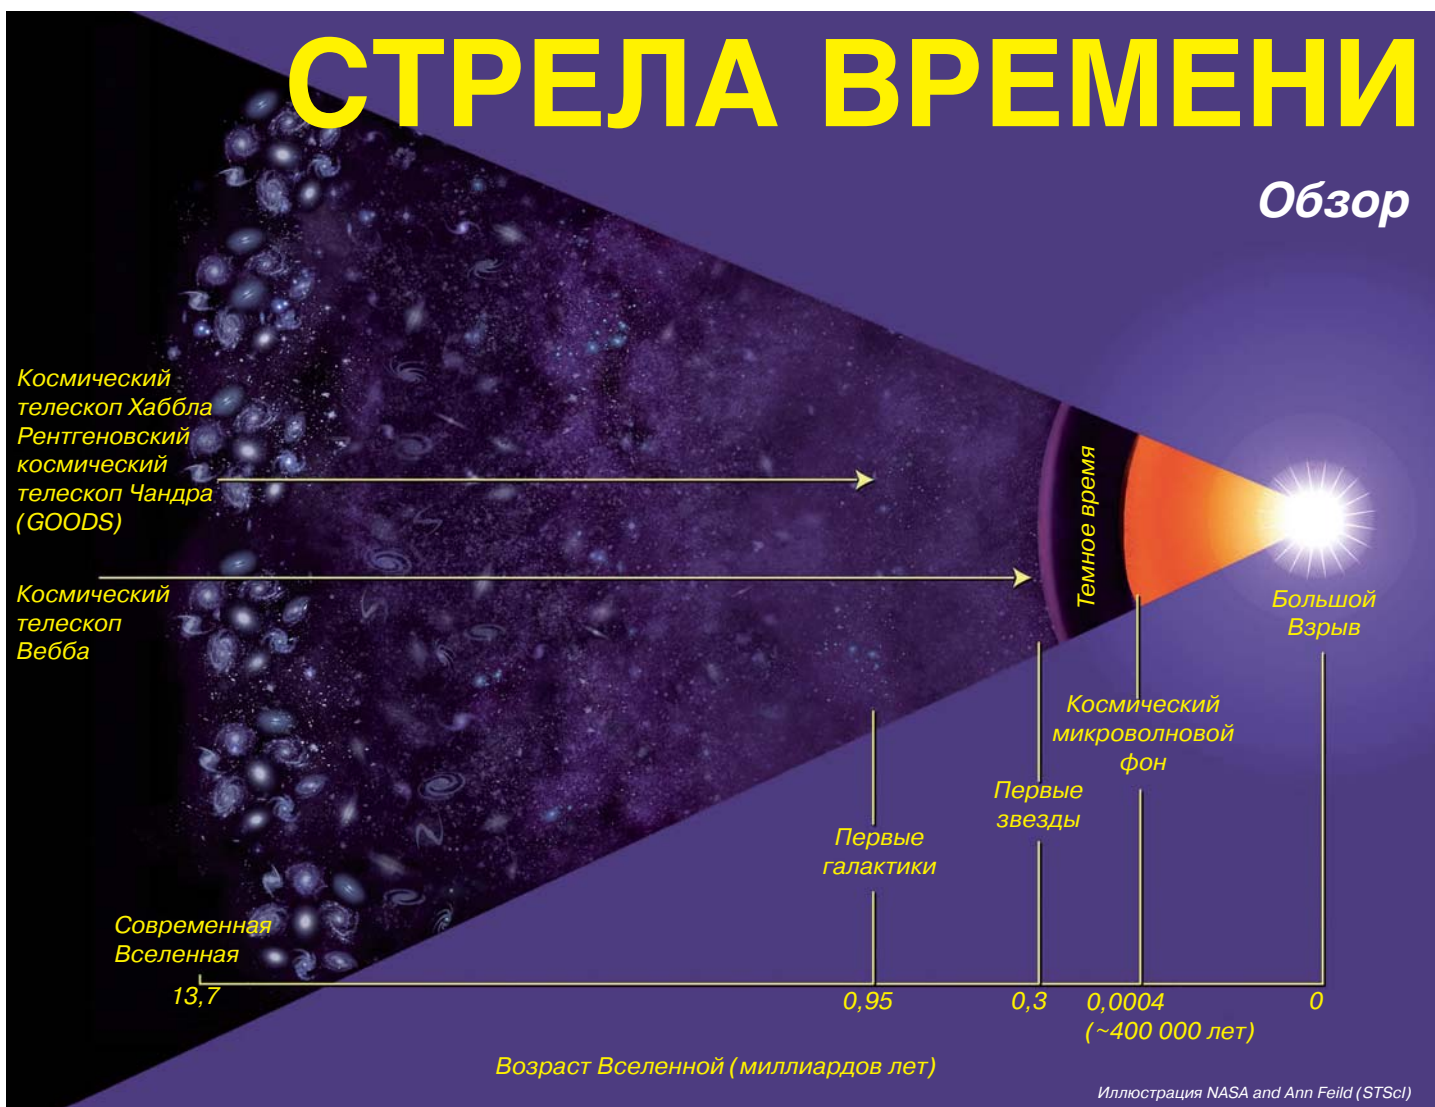 СТРЕЛА ВРЕМЕНИ
Обзор
Космический
телескоп Хаббла
Рентгеновский
космический
телескоп Чандра
(GOODS)
Космический
телескоп
Вебба
Темное время
Большой
Взрыв
Космический
микроволновой
фон
Первые
звезды
Первые
галактики
Современная
Вселенная
13,7
0,95
0,3
0,0004
(~400 000 лет)
0
Возраст Вселенной (миллиардов лет)
Иллюстрация NASA and Ann Feild (STScI)